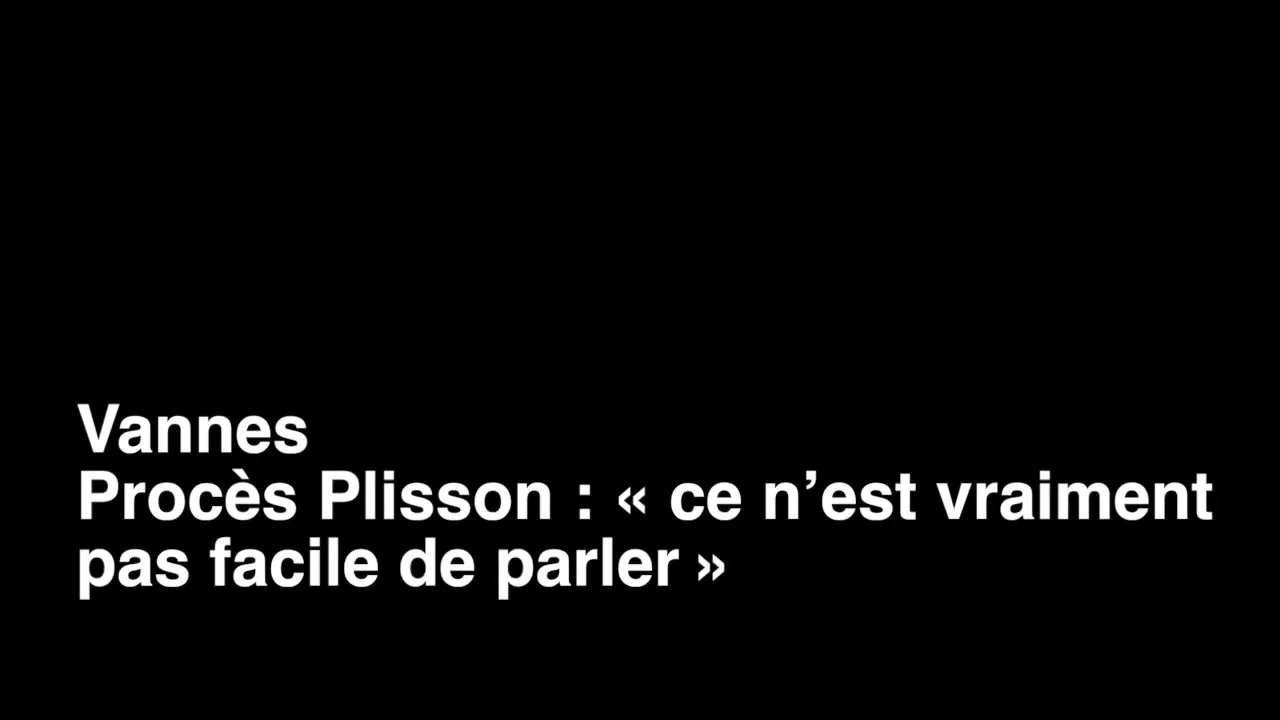 Vannes
Procès Plisson : « ce n’est vraiment
pas facile de parler »